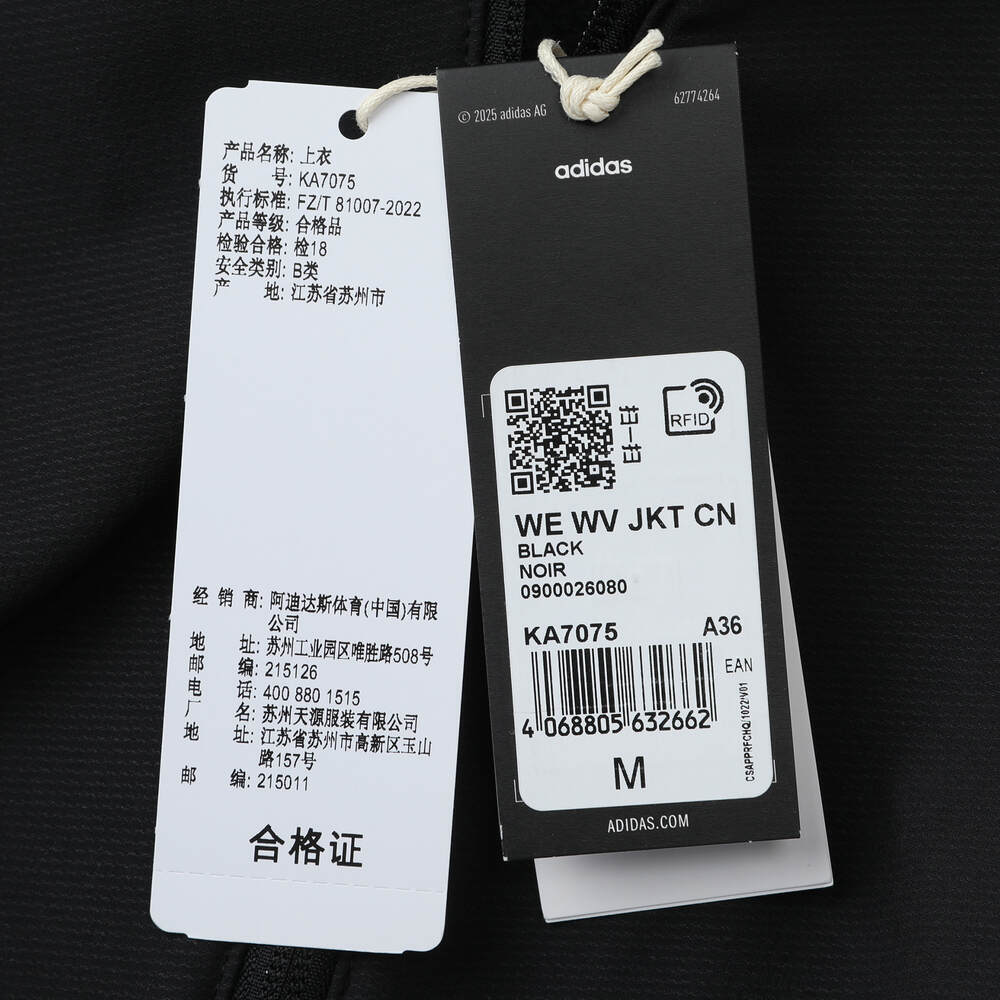 产品名称: 上衣
货 号: KA7075
执行标准: FZ/T 81007-2022
产品等级: 合格品
检验合格: 检18
安全类别: B类
产 地: 江苏省苏州市
经 销 商: 阿迪达斯体育(中国)有限
公司
地 址: 苏州工业园区唯胜路508号
邮 编: 215126
电 话: 400 880 1515
厂 名: 苏州天源服装有限公司
地 址: 江苏省苏州市高新区玉山
路157号
邮 编: 215011
合格证
© 2025 adidas AG
62774264
adidas
扫一扫
RFID
WE WV JKT CN
BLACK
NOIR
0900026080
KA7075 A36
EAN
4 068805 632662
CSAPPRFCHQ/1022/V01
M
ADIDAS.COM